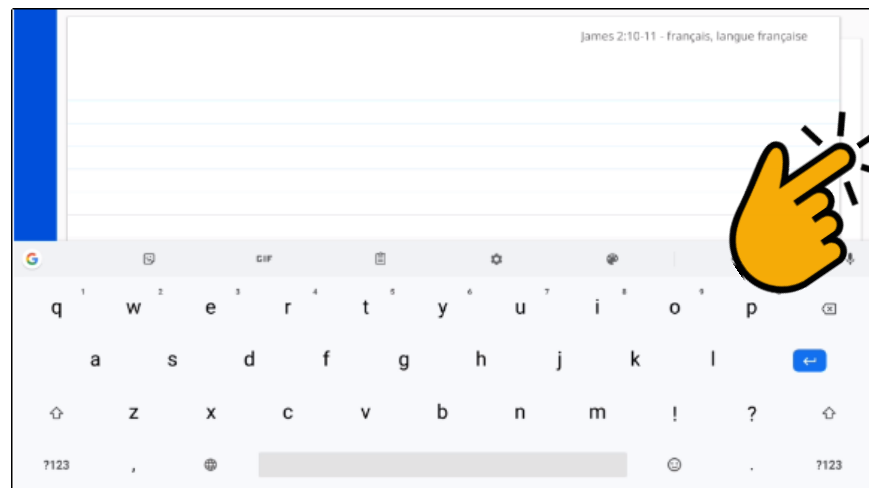 James 2:10-11 - français, langue française
G GIF
1 2 3 4 5 6 7 8 9
q w e r t y u i o p
a s d f g h j k l
z x c v b n m ! ?
?123 , . ?123